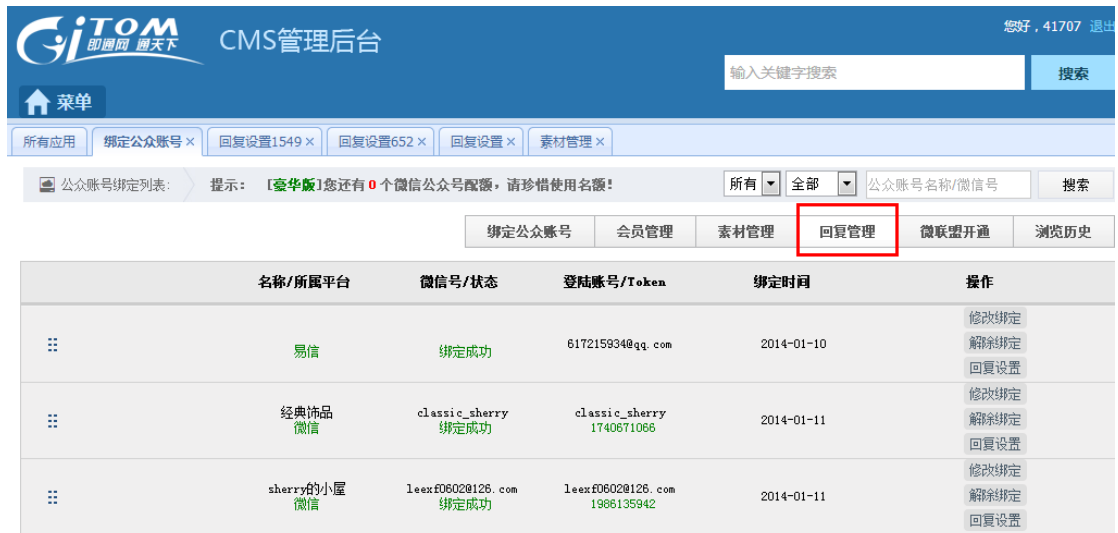 GiTOM
即通网 通天下
CMS管理后台
您好，41707 退出
输入关键字搜索 搜索
菜单
所有应用 绑定公众账号× 回复设置1549× 回复设置652× 回复设置× 素材管理×
公众账号绑定列表： 提示： [豪华版]您还有 0 个微信公众号配额，请珍惜使用名额！ 所有 全部 公众账号名称/微信号 搜索
绑定公众账号 会员管理 素材管理 回复管理 微联盟开通 浏览历史
名称/所属平台 微信号/状态 登陆账号/Token 绑定时间 操作
修改绑定
易信 绑定成功 617215934@qq.com 2014-01-10 解除绑定
回复设置
修改绑定
经典饰品 classic_sherry classic_sherry 2014-01-11 解除绑定
微信 绑定成功 1740671066
回复设置
修改绑定
sherry的小屋 leexf0602@126.com leexf0602@126.com 2014-01-11 解除绑定
微信 绑定成功 1986135942
回复设置